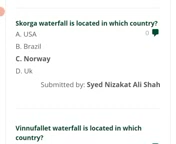 Skorga waterfall is located in which country?
A. USA
0
B. Brazil
C. Norway
D. Uk
Submitted by: Syed Nizakat Ali Shah
Vinnufallet waterfall is located in which
country?